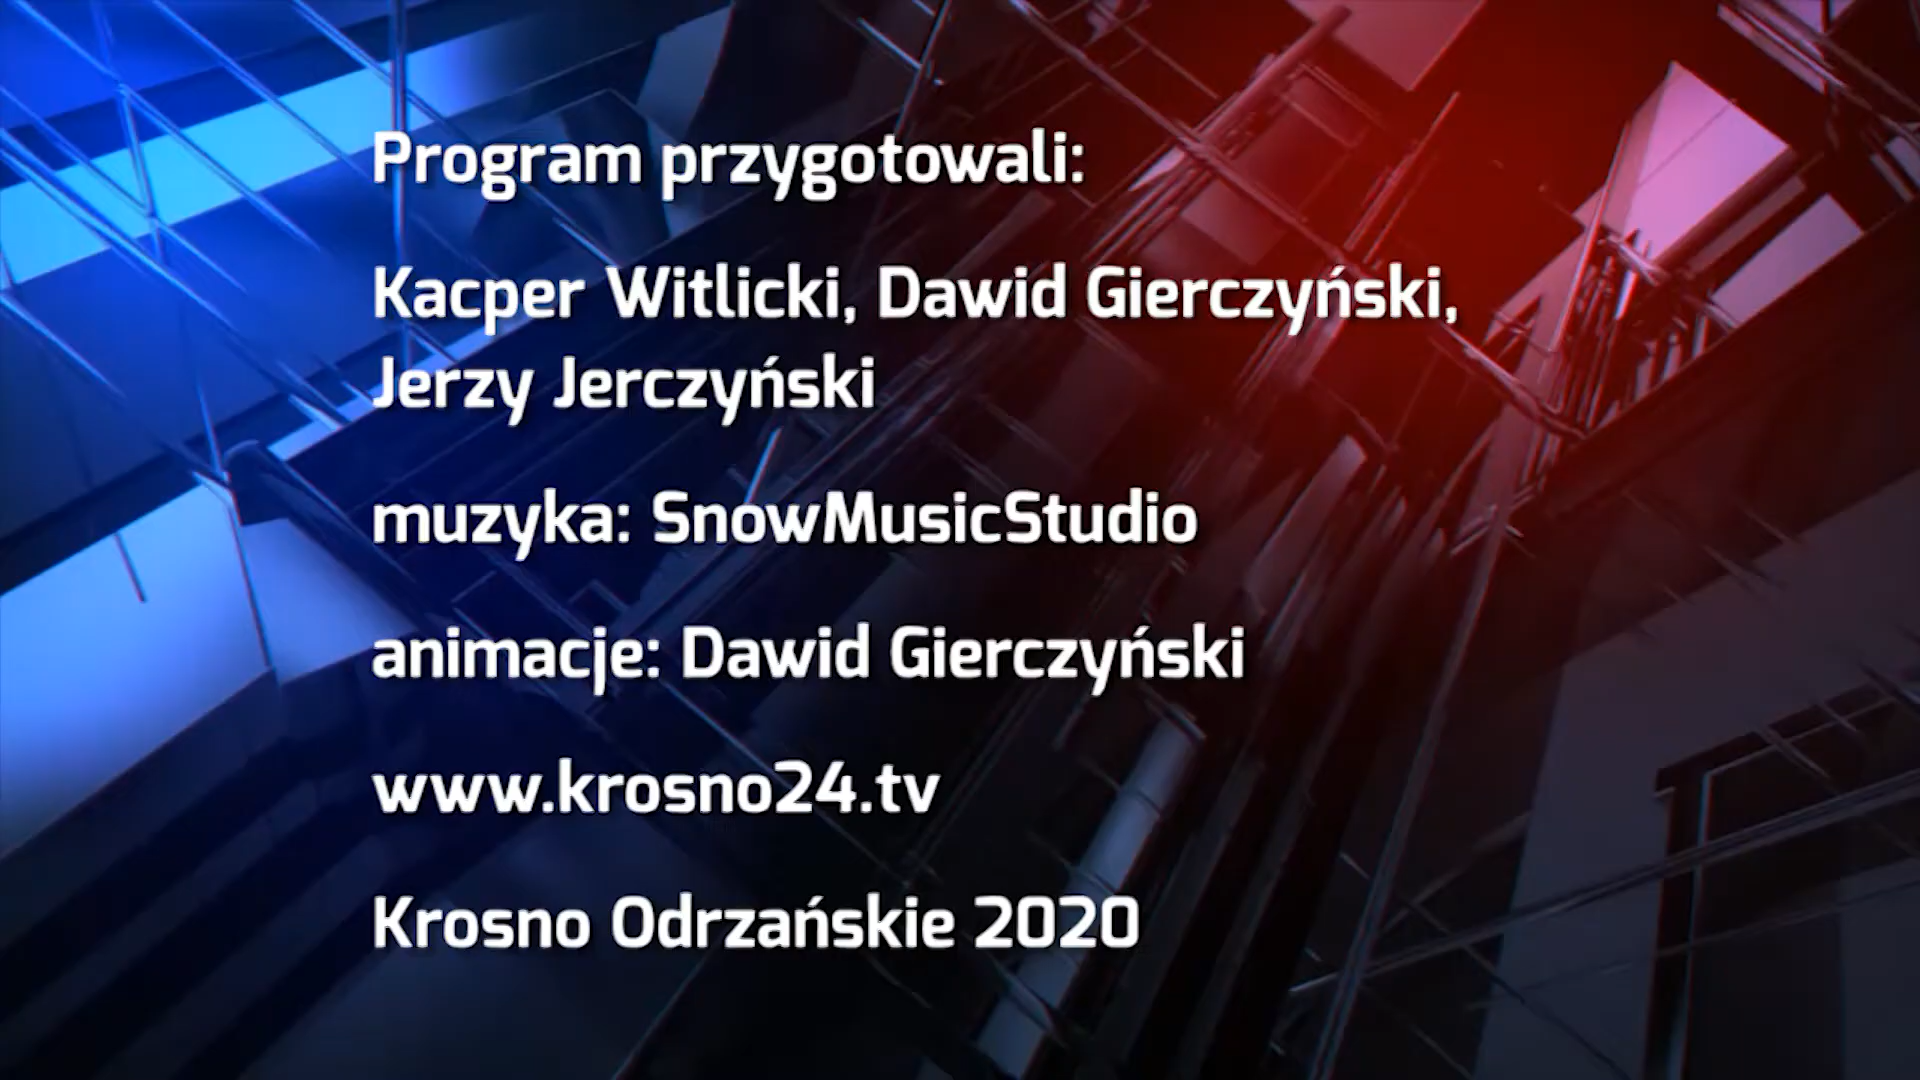 Program przygotowali:
Kacper Witlicki, Dawid Gierczyński,
Jerzy Jerczyński
muzyka: SnowMusicStudio
animacje: Dawid Gierczyński
www.krosno24.tv
Krosno Odrzańskie 2020